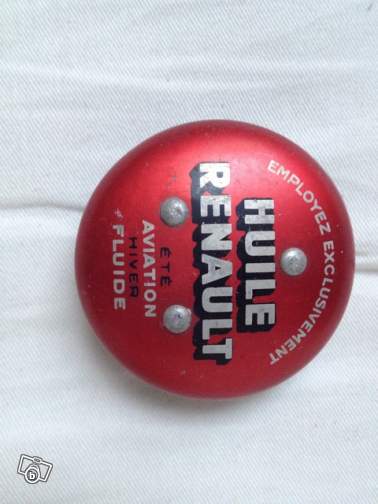 EMPLOYEZ EXCLUSIVEMENT
HUILE
RENAULT
ÉTÉ
AVIATION
HIVER
FLUIDE